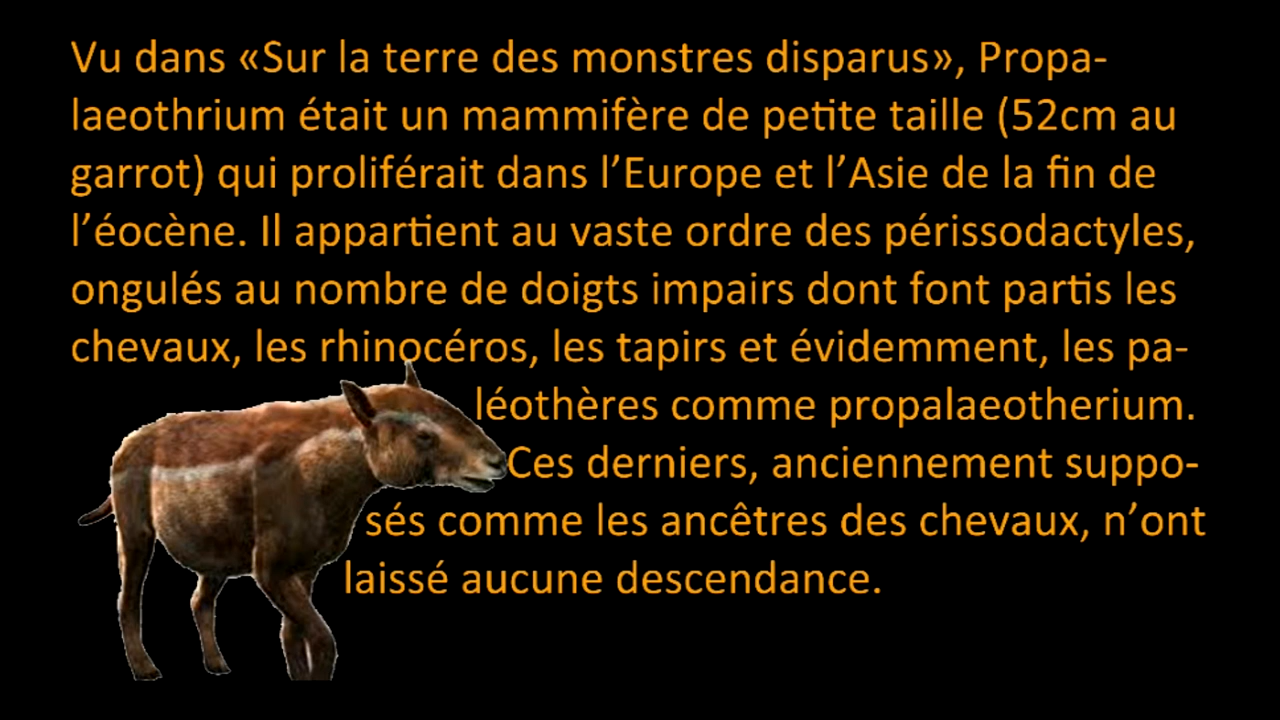 Vu dans «Sur la terre des monstres disparus», Propa-
laeothrium était un mammifère de petite taille (52cm au
garrot) qui proliférait dans l’Europe et l’Asie de la fin de
l’éocène. Il appartient au vaste ordre des périssodactyles,
ongulés au nombre de doigts impairs dont font partis les
chevaux, les rhinocéros, les tapirs et évidemment, les pa-
léothères comme propalaeotherium.
Ces derniers, anciennement suppo-
sés comme les ancêtres des chevaux, n’ont
laissé aucune descendance.